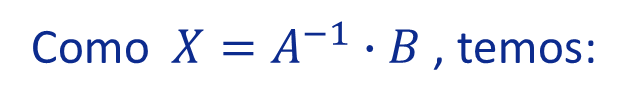 Como X = A⁻¹ · B , temos: